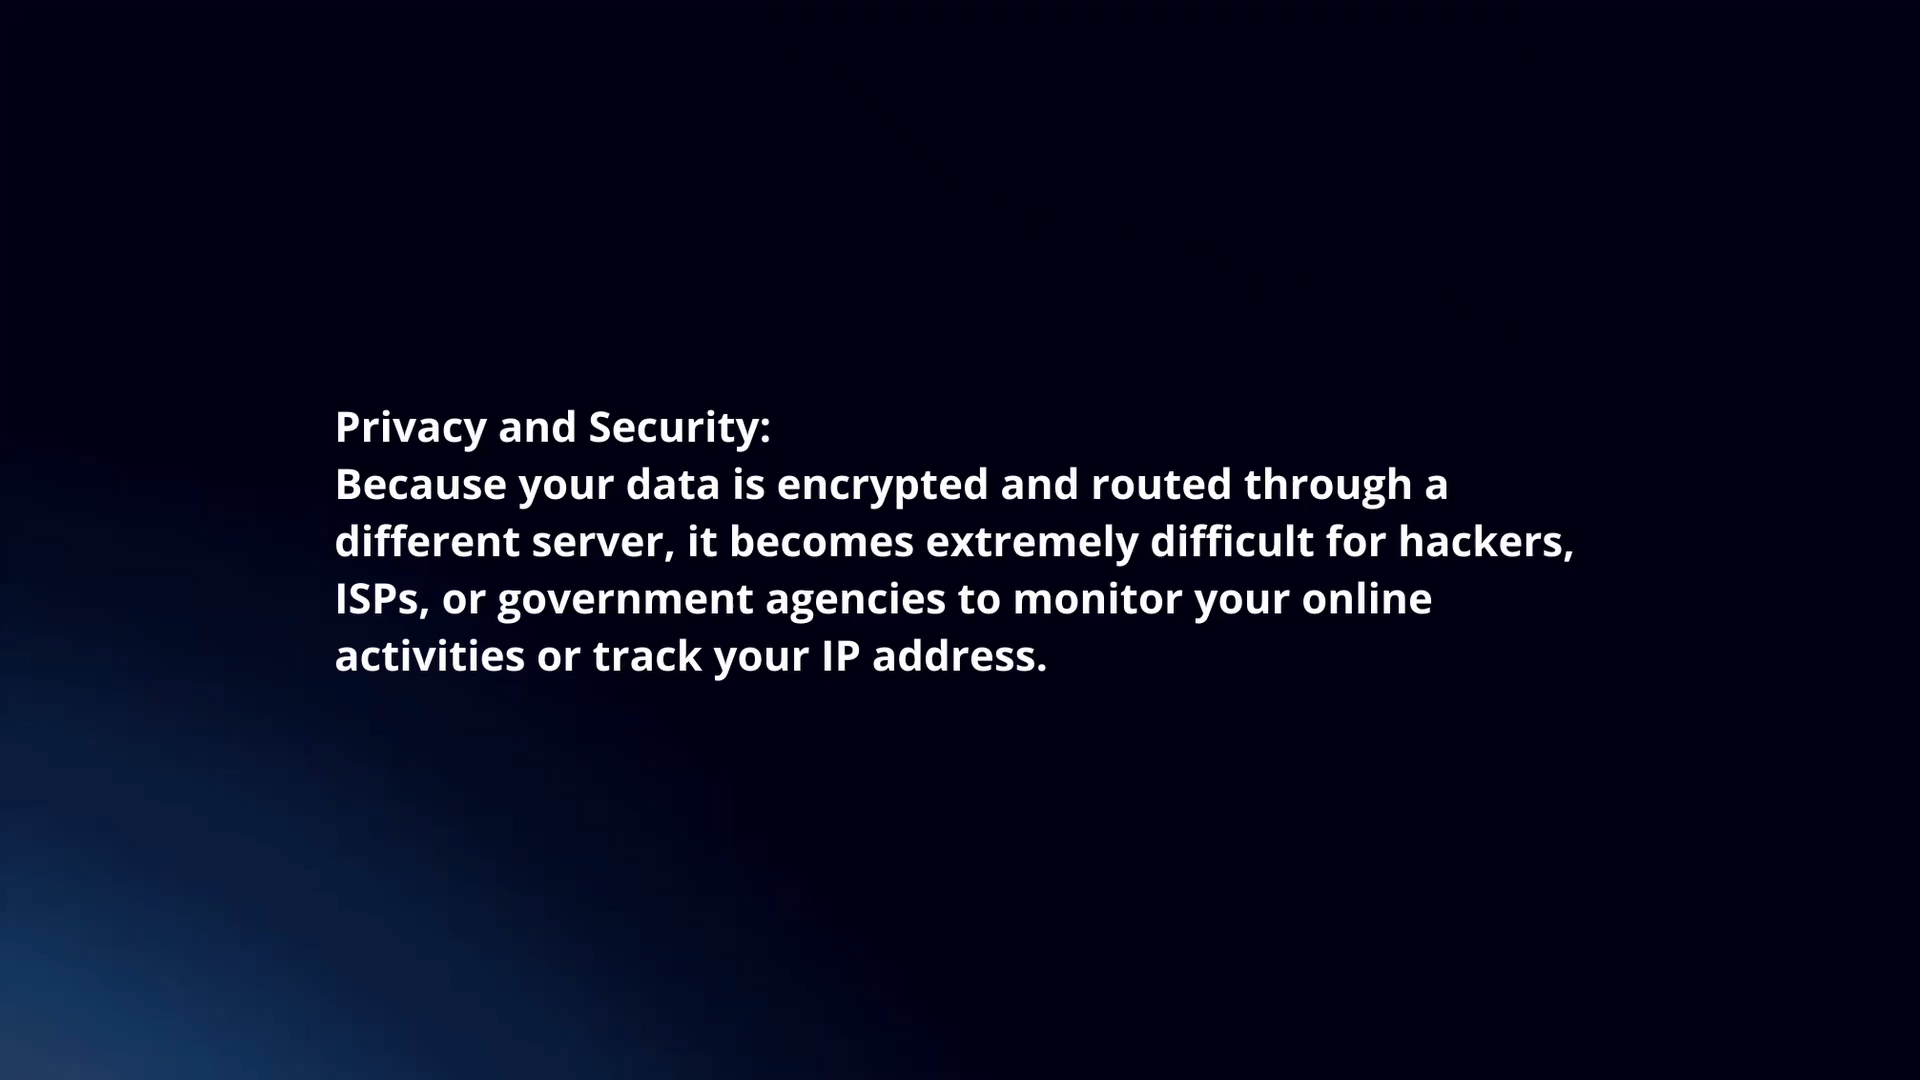 Privacy and Security:
Because your data is encrypted and routed through a
different server, it becomes extremely difficult for hackers,
ISPs, or government agencies to monitor your online
activities or track your IP address.